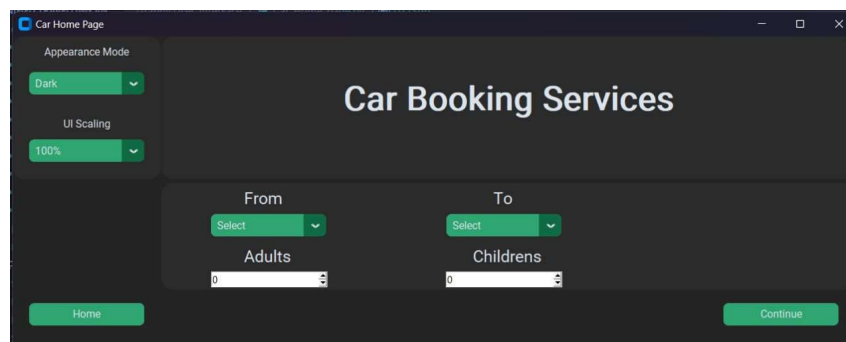 Car Home Page
Appearance Mode
Dark
UI Scaling
100%
Car Booking Services
From To
Select Select
Adults Childrens
0 0
Home Continue